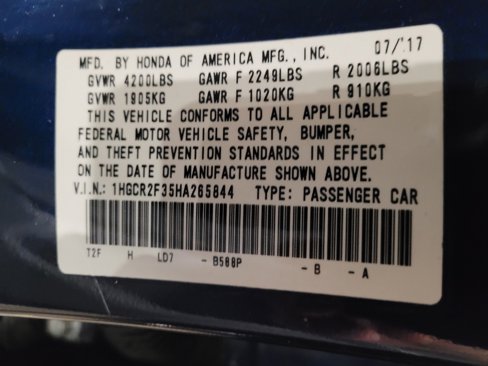 MFD. BY HONDA OF AMERICA MFG., INC. 07/'17
GVWR 4200LBS GAWR F 2249LBS R 2006LBS
GVWR 1905KG GAWR F 1020KG R 910KG
THIS VEHICLE CONFORMS TO ALL APPLICABLE
FEDERAL MOTOR VEHICLE SAFETY, BUMPER,
AND THEFT PREVENTION STANDARDS IN EFFECT
ON THE DATE OF MANUFACTURE SHOWN ABOVE.
V.I.N.: 1HGCR2F35HA265844 TYPE: PASSENGER CAR
T2F H LD7 - B588P - B - A